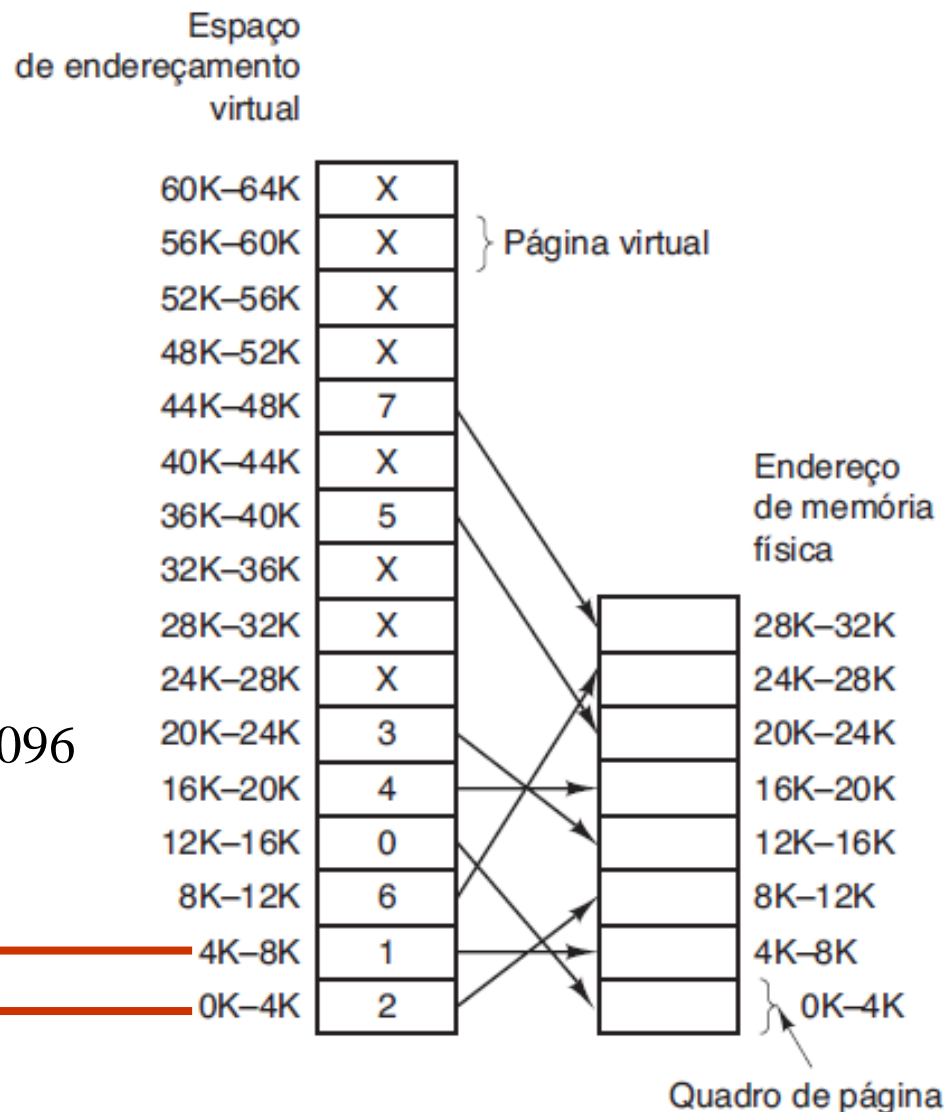 Espaço
de endereçamento
virtual
60K–64K X
56K–60K X Página virtual
52K–56K X
48K–52K X
44K–48K 7
40K–44K X
36K–40K 5
32K–36K X
28K–32K X
24K–28K X
20K–24K 3
16K–20K 4
12K–16K 0
8K–12K 6
4K–8K 1
0K–4K 2
096
Endereço
de memória
física
28K–32K
24K–28K
20K–24K
16K–20K
12K–16K
8K–12K
4K–8K
0K–4K
Quadro de página